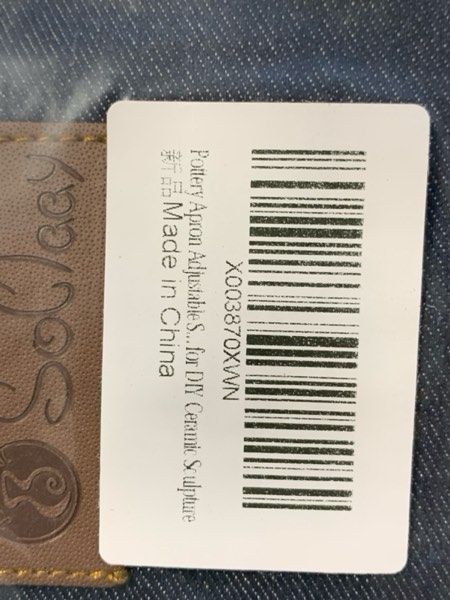 X003870XWN
Pottery Apron Adjustable S... for DIY Ceramic Sculpture
新品 Made in China